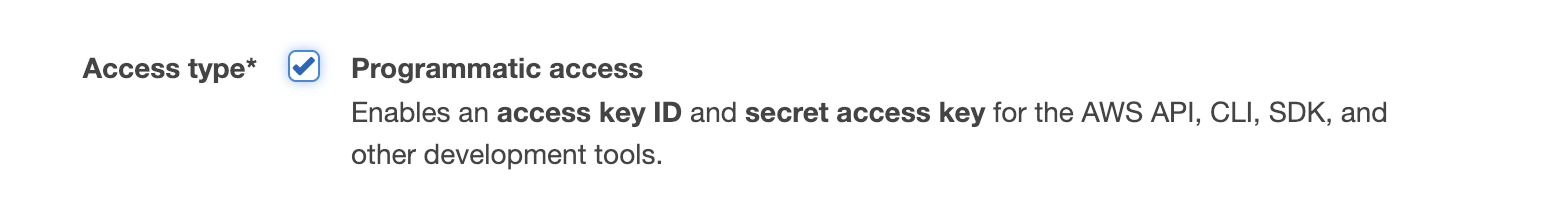 Access type* Programmatic access
Enables an access key ID and secret access key for the AWS API, CLI, SDK, and
other development tools.